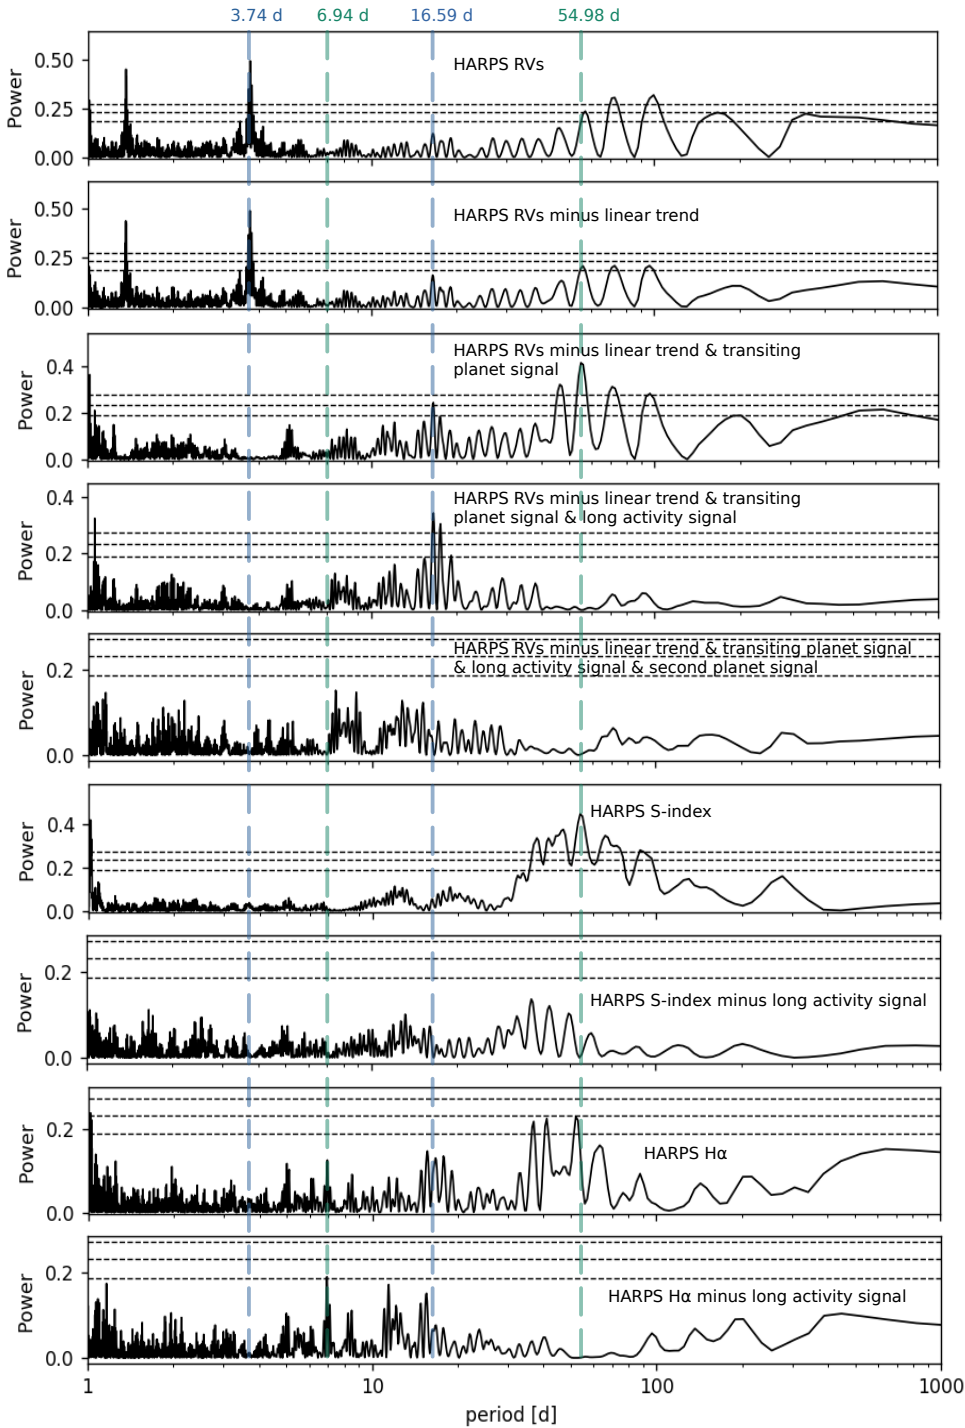 3.74 d 6.94 d 16.59 d 54.98 d
HARPS RVs
Power
0.50
0.25
0.00
HARPS RVs minus linear trend
Power
0.50
0.25
0.00
HARPS RVs minus linear trend & transiting
planet signal
Power
0.4
0.2
0.0
HARPS RVs minus linear trend & transiting
planet signal & long activity signal
Power
0.4
0.2
0.0
HARPS RVs minus linear trend & transiting planet signal
& long activity signal & second planet signal
Power
0.2
0.0
HARPS S-index
Power
0.4
0.2
0.0
HARPS S-index minus long activity signal
Power
0.2
0.0
HARPS Hα
Power
0.2
0.0
HARPS Hα minus long activity signal
Power
0.2
0.0
1 10 100 1000
period [d]